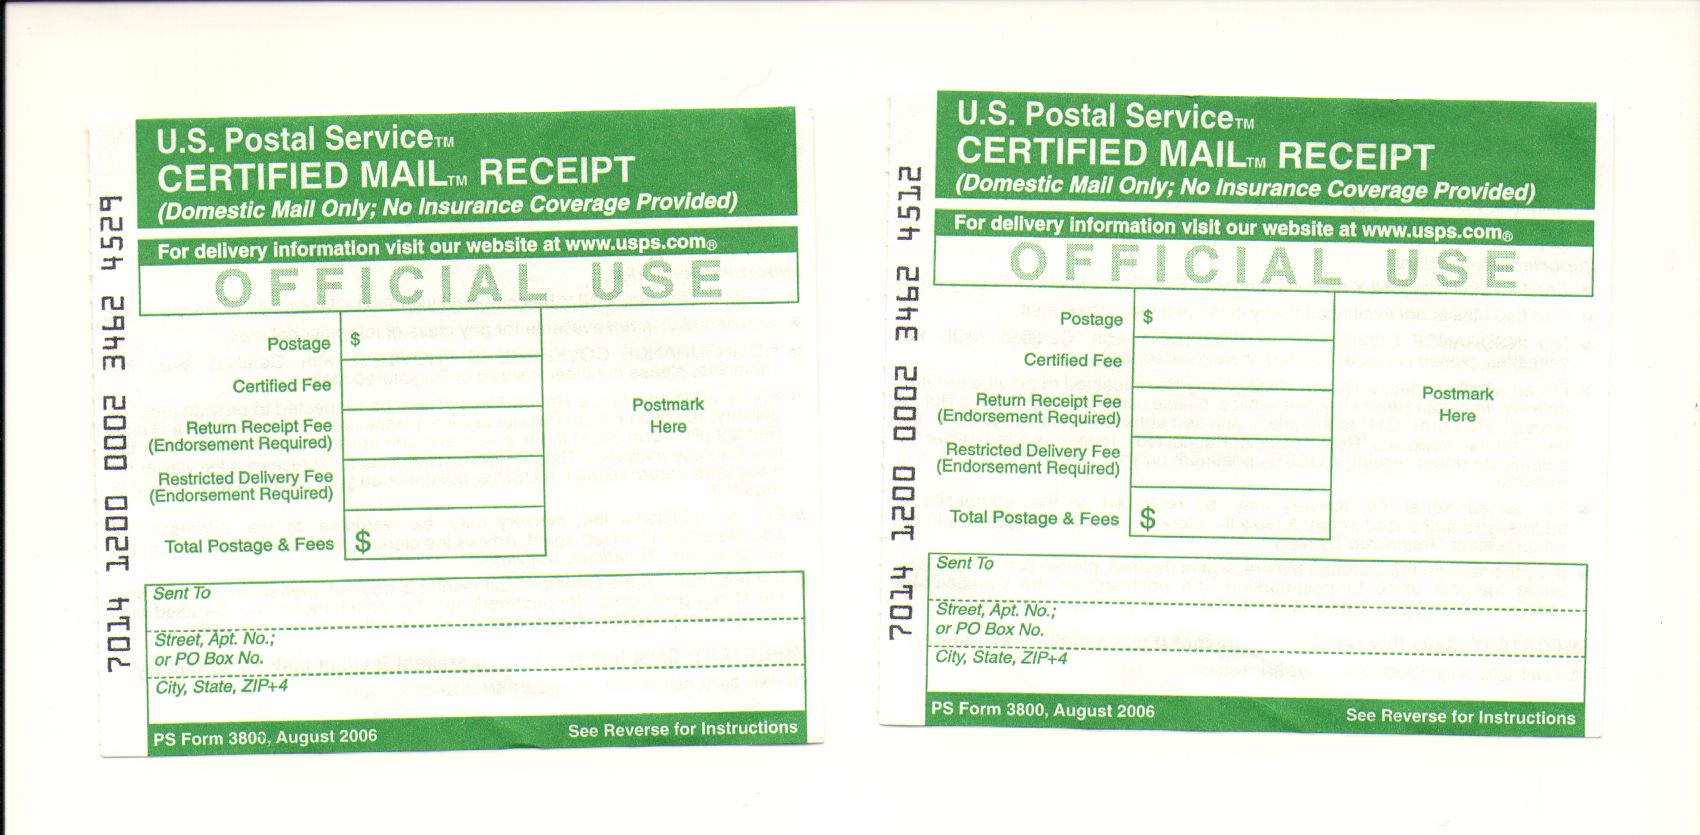 7014 1200 0002 3462 4529
U.S. Postal Service™
CERTIFIED MAIL™ RECEIPT
(Domestic Mail Only; No Insurance Coverage Provided)
For delivery information visit our website at www.usps.com®
OFFICIAL USE
Postage $
Certified Fee
Return Receipt Fee
(Endorsement Required)
Restricted Delivery Fee
(Endorsement Required)
Total Postage & Fees $
Postmark
Here
Sent To
Street, Apt. No.;
or PO Box No.
City, State, ZIP+4
PS Form 3800, August 2006 See Reverse for Instructions
7014 1200 0002 3462 4512
U.S. Postal Service™
CERTIFIED MAIL™ RECEIPT
(Domestic Mail Only; No Insurance Coverage Provided)
For delivery information visit our website at www.usps.com®
OFFICIAL USE
Postage $
Certified Fee
Return Receipt Fee
(Endorsement Required)
Restricted Delivery Fee
(Endorsement Required)
Total Postage & Fees $
Postmark
Here
Sent To
Street, Apt. No.;
or PO Box No.
City, State, ZIP+4
PS Form 3800, August 2006 See Reverse for Instructions